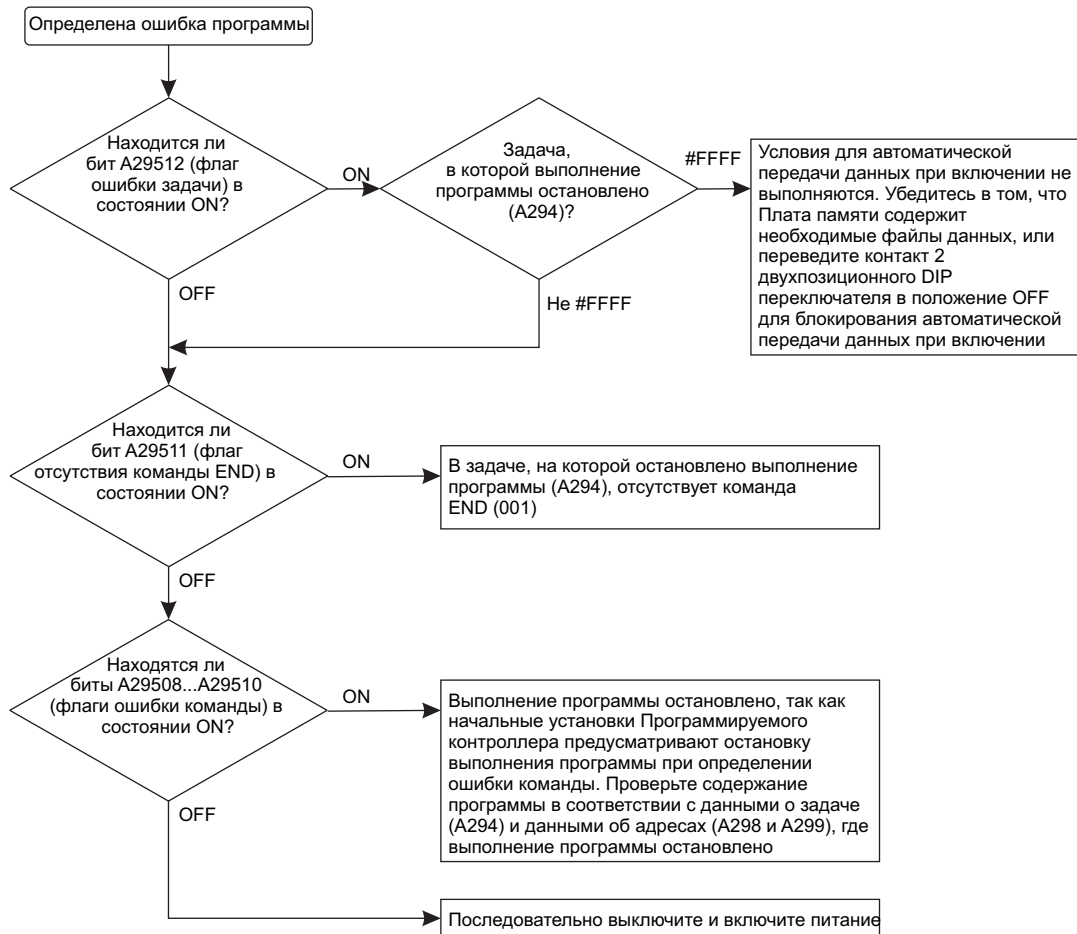 Определена ошибка программы
Находится ли
бит A29512 (флаг
ошибки задачи) в
состоянии ON?
ON
Задача,
в которой выполнение
программы остановлено
(A294)?
#FFFF
Условия для автоматической
передачи данных при включении не
выполняются. Убедитесь в том, что
Плата памяти содержит
необходимые файлы данных, или
переведите контакт 2
двухпозиционного DIP
переключателя в положение OFF
для блокирования автоматической
передачи данных при включении
OFF
Не #FFFF
Находится ли
бит A29511 (флаг
отсутствия команды END) в
состоянии ON?
ON
В задаче, на которой остановлено выполнение
программы (A294), отсутствует команда
END (001)
OFF
Находятся ли
биты A29508...A29510
(флаги ошибки команды) в
состоянии ON?
ON
Выполнение программы остановлено, так как
начальные установки Программируемого
контроллера предусматривают остановку
выполнения программы при определении
ошибки команды. Проверьте содержание
программы в соответствии с данными о задаче
(A294) и данными об адресах (A298 и A299), где
выполнение программы остановлено
OFF
Последовательно выключите и включите питание